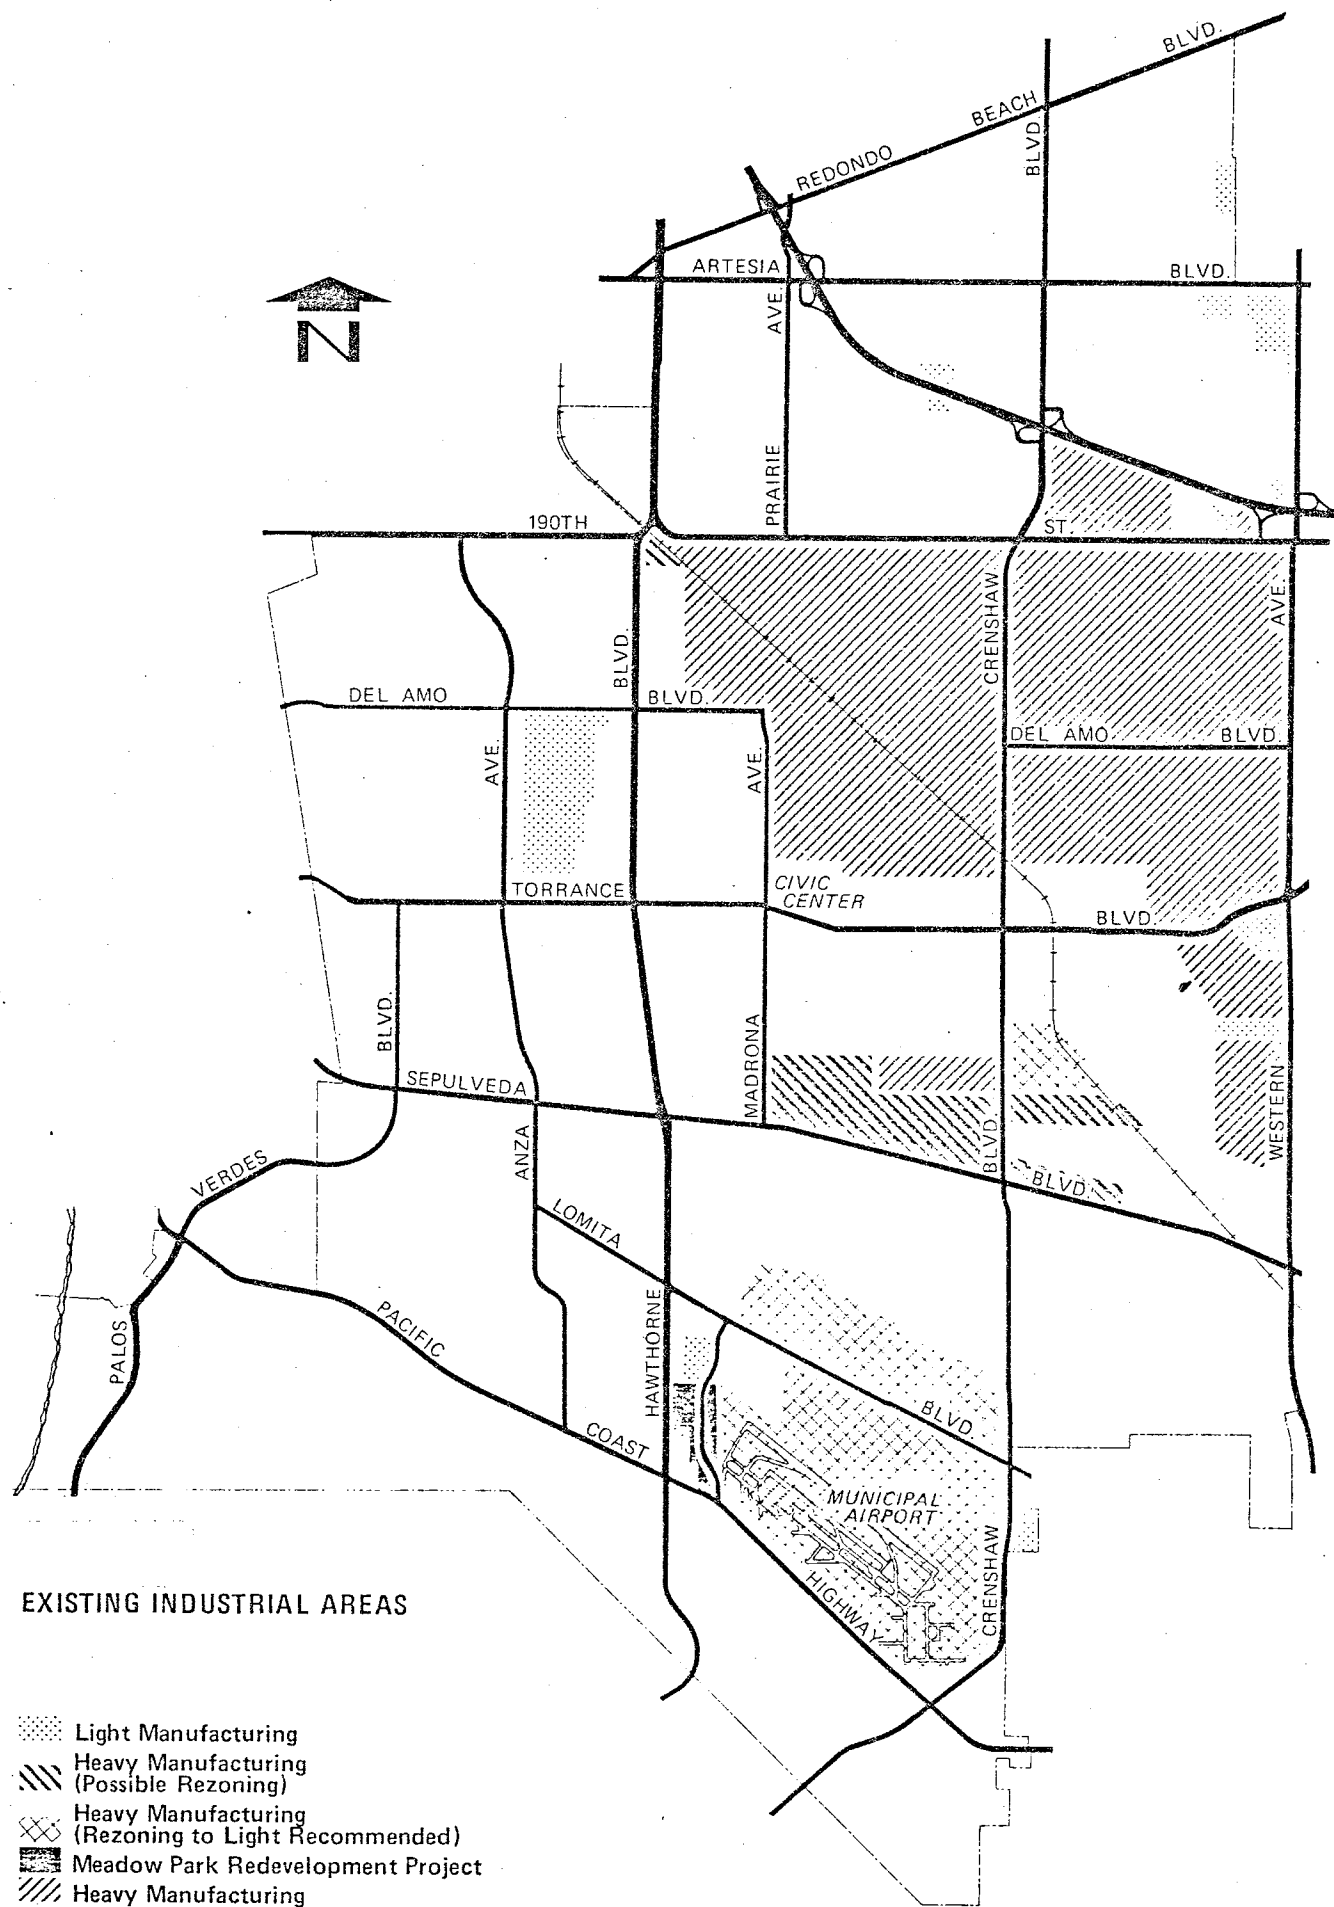 BLVD.
BEACH
REDONDO
BLVD.
ARTESIA
BLVD.
AVE.
N
PRAIRIE
190TH
ST.
CRENSHAW
AVE.
BLVD.
DEL AMO
BLVD.
DEL AMO
BLVD.
AVE.
AVE.
TORRANCE
CIVIC
CENTER
BLVD.
BLVD.
MADRONA
SEPULVEDA
BLVD.
WESTERN
ANZA
BLVD.
VERDES
LOMITA
PALOS
PACIFIC
HAWTHORNE
COAST
BLVD.
MUNICIPAL
AIRPORT
HIGHWAY
CRENSHAW
EXISTING INDUSTRIAL AREAS
Light Manufacturing
Heavy Manufacturing
(Possible Rezoning)
Heavy Manufacturing
(Rezoning to Light Recommended)
Meadow Park Redevelopment Project
Heavy Manufacturing